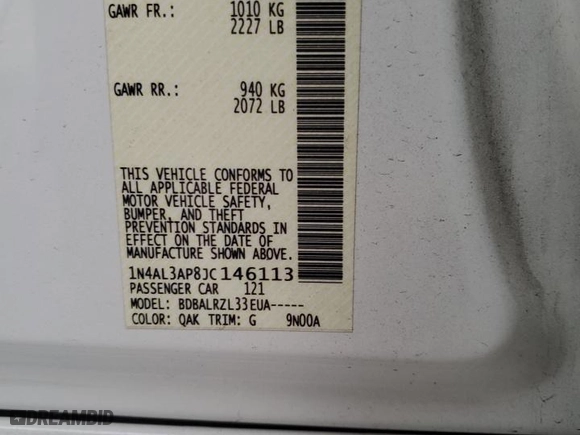 GAWR FR.: 1010 KG
2227 LB
GAWR RR.: 940 KG
2072 LB
THIS VEHICLE CONFORMS TO
ALL APPLICABLE FEDERAL
MOTOR VEHICLE SAFETY,
BUMPER, AND THEFT
PREVENTION STANDARDS IN
EFFECT ON THE DATE OF
MANUFACTURE SHOWN ABOVE.
1N4AL3AP8JC146113
PASSENGER CAR 121
MODEL: BDBALRZL33EUA-----
COLOR: QAK TRIM: G 9N00A
DREAMBID